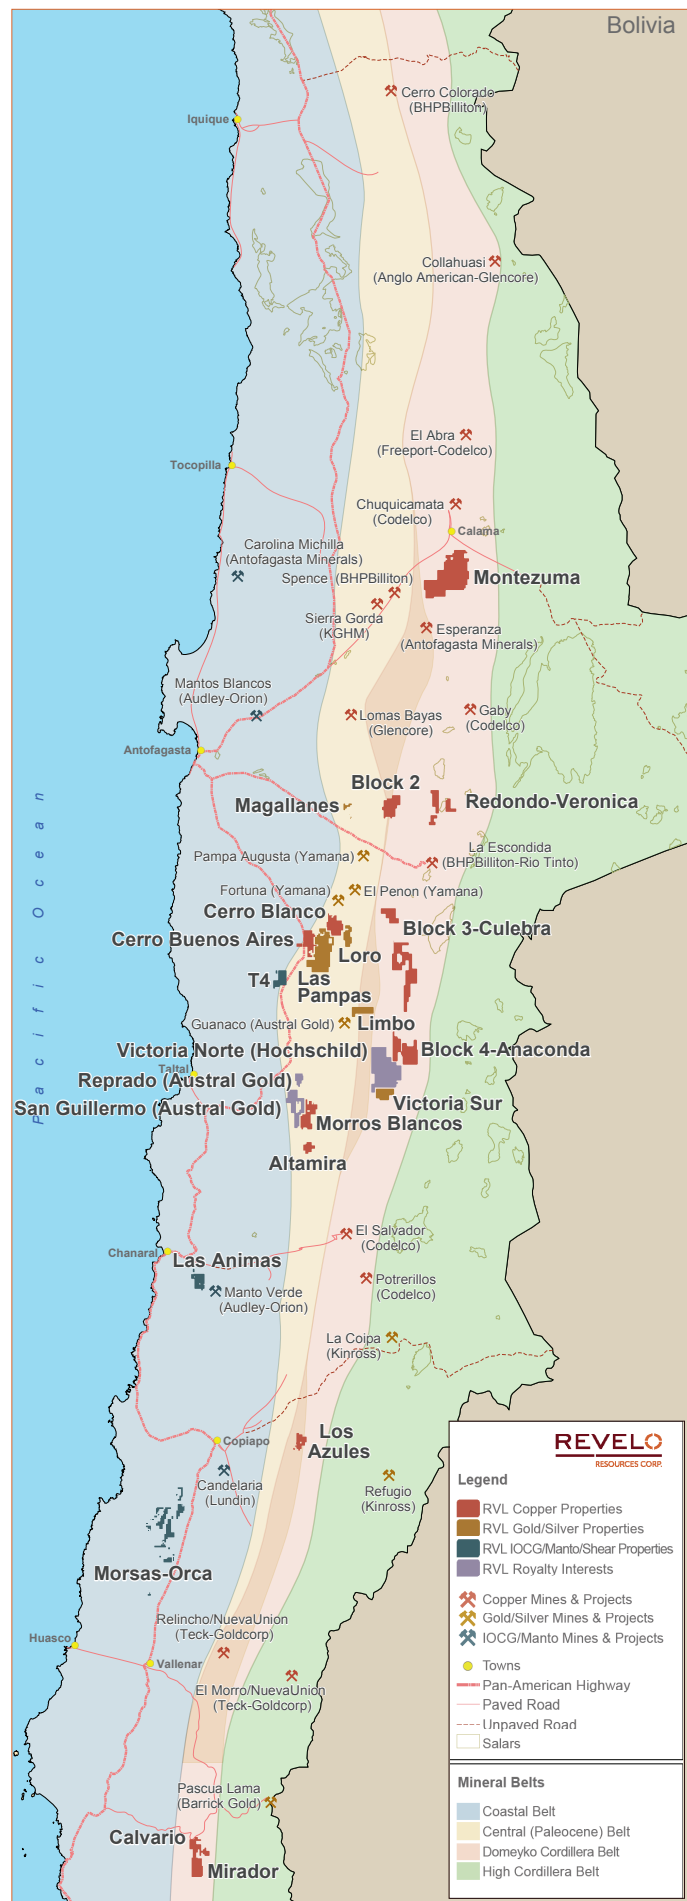 Bolivia
Cerro Colorado
(BHPBilliton)
Iquique
Collahuasi
(Anglo American-Glencore)
El Abra
(Freeport-Codelco)
Tocopilla
Chuquicamata
(Codelco)
Calama
Carolina Michilla
(Antofagasta Minerals)
Spence (BHPBilliton)
Montezuma
Sierra Gorda
(KGHM)
Esperanza
(Antofagasta Minerals)
Mantos Blancos
(Audley-Orion)
Lomas Bayas
(Glencore)
Gaby
(Codelco)
Antofagasta
Block 2
Magallanes
Redondo-Veronica
Pacific Ocean
La Escondida
(BHPBilliton-Rio Tinto)
Pampa Augusta (Yamana)
Fortuna (Yamana)
El Penon (Yamana)
Cerro Blanco
Block 3-Culebra
Cerro Buenos Aires
Loro
T4
Las
Pampas
Guanaco (Austral Gold)
Limbo
Victoria Norte (Hochschild)
Block 4-Anaconda
Taltal
Reprado (Austral Gold)
San Guillermo (Austral Gold)
Victoria Sur
Morros Blancos
Altamira
El Salvador
(Codelco)
Chanaral
Las Animas
Potrerillos
(Codelco)
Manto Verde
(Audley-Orion)
La Coipa
(Kinross)
Los
Azules
Copiapo
Candelaria
(Lundin)
Refugio
(Kinross)
Morsas-Orca
Relincho/NuevaUnion
(Teck-Goldcorp)
Huasco
Vallenar
El Morro/NuevaUnion
(Teck-Goldcorp)
Pascua Lama
(Barrick Gold)
Calvario
Mirador
REVELO
RESOURCES CORP.
Legend
RVL Copper Properties
RVL Gold/Silver Properties
RVL IOCG/Manto/Shear Properties
RVL Royalty Interests
Copper Mines & Projects
Gold/Silver Mines & Projects
IOCG/Manto Mines & Projects
Towns
Pan-American Highway
Paved Road
Unpaved Road
Salars
Mineral Belts
Coastal Belt
Central (Paleocene) Belt
Domeyko Cordillera Belt
High Cordillera Belt